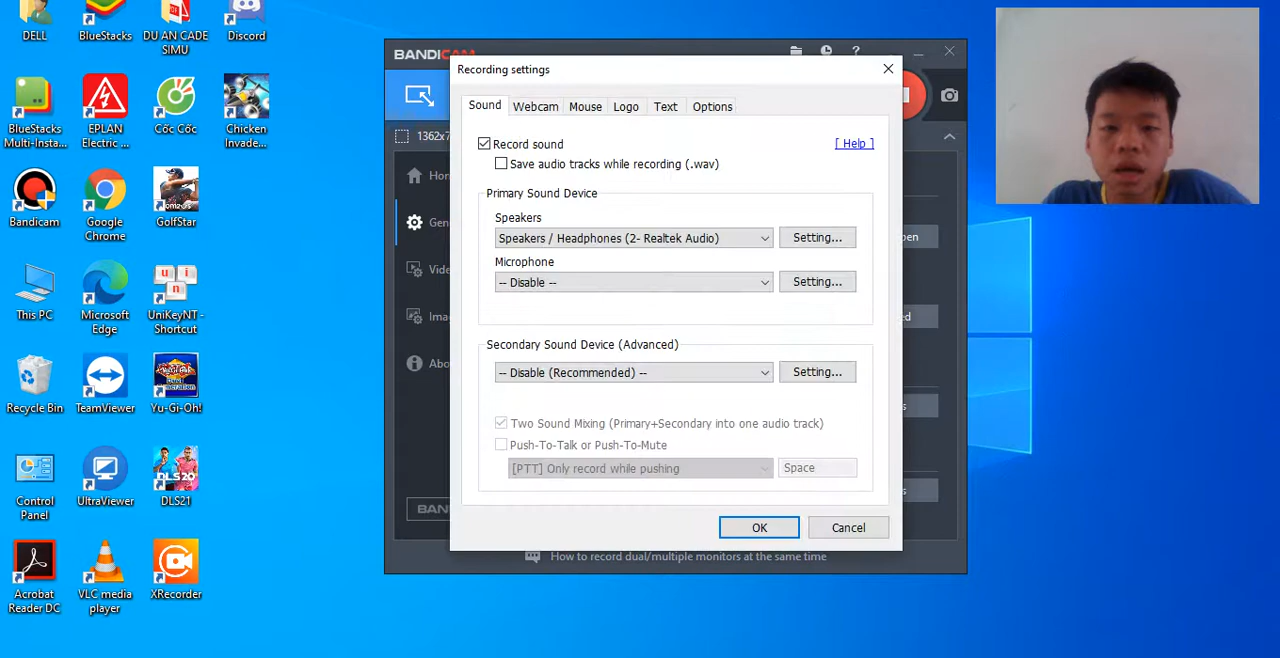 DELL
BlueStacks
DU AN CADE
SIMU
Discord
BlueStacks
Multi-Insta...
EPLAN
Electric ...
Cốc Cốc
Chicken
Invade...
Bandicam
Google
Chrome
GolfStar
This PC
Microsoft
Edge
UniKeyNT -
Shortcut
Recycle Bin
TeamViewer
Yu-Gi-Oh!
Control
Panel
UltraViewer
DLS21
Acrobat
Reader DC
VLC media
player
XRecorder
BANDICAM
1362x7
Hon
Gen
Vide
Ima
Abo
BAN
Recording settings
Sound
Webcam
Mouse
Logo
Text
Options
Record sound
[ Help ]
Save audio tracks while recording (.wav)
Primary Sound Device
Speakers
Speakers / Headphones (2- Realtek Audio)
Setting...
Microphone
-- Disable --
Setting...
Secondary Sound Device (Advanced)
-- Disable (Recommended) --
Setting...
Two Sound Mixing (Primary+Secondary into one audio track)
Push-To-Talk or Push-To-Mute
[PTT] Only record while pushing
Space
OK
Cancel
pen
ed
s
s
How to record dual/multiple monitors at the same time